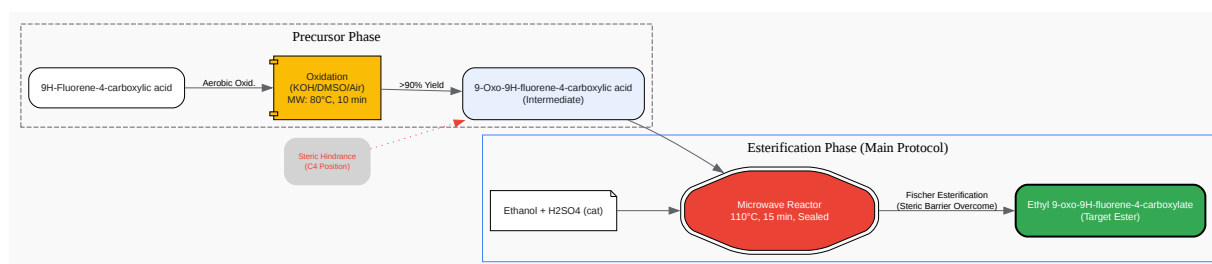 Precursor Phase
9H-Fluorene-4-carboxylic acid
Aerobic Oxid.
Oxidation
(KOH/DMSO/Air)
MW: 80°C, 10 min
>90% Yield
9-Oxo-9H-fluorene-4-carboxylic acid
(Intermediate)
Steric Hindrance
(C4 Position)
Esterification Phase (Main Protocol)
Ethanol + H2SO4 (cat)
Microwave Reactor
110°C, 15 min, Sealed
Fischer Esterification
(Steric Barrier Overcome)
Ethyl 9-oxo-9H-fluorene-4-carboxylate
(Target Ester)